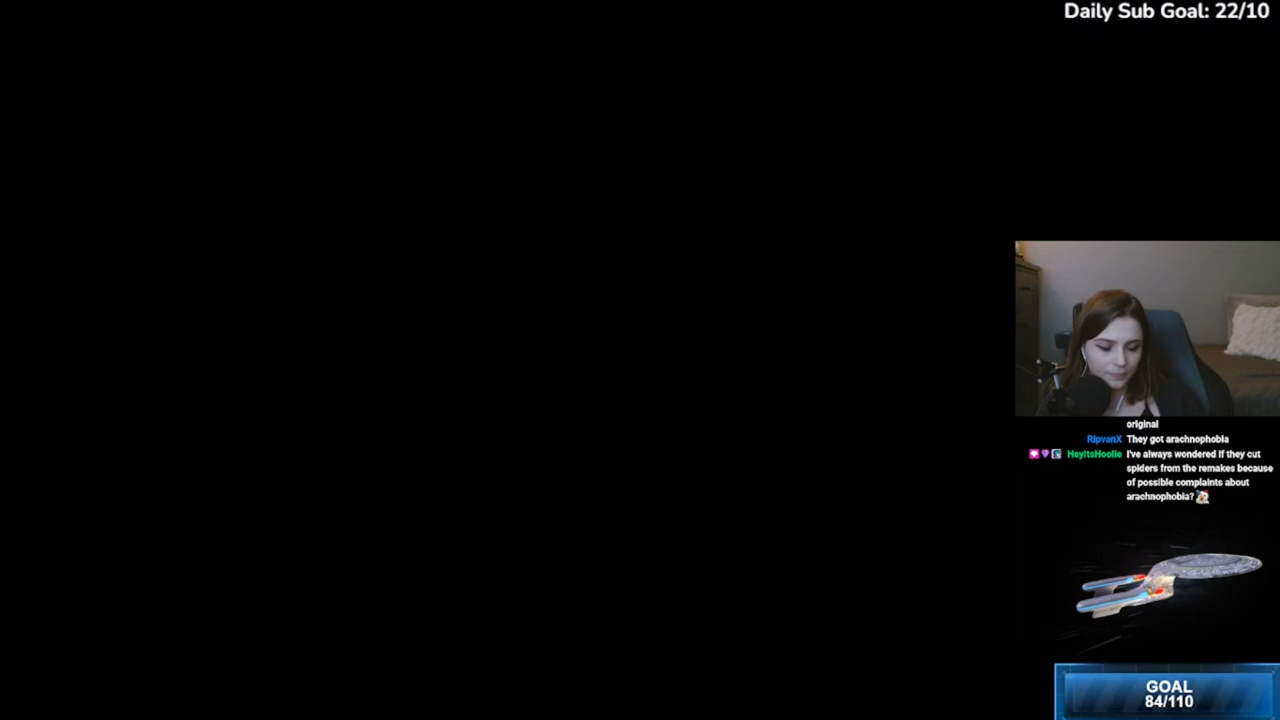 Daily Sub Goal: 22/10
original
RipvanX They got arachnophobia
HeyItsHoolie I've always wondered if they cut
spiders from the remakes because
of possible complaints about
arachnophobia?
GOAL
84/110